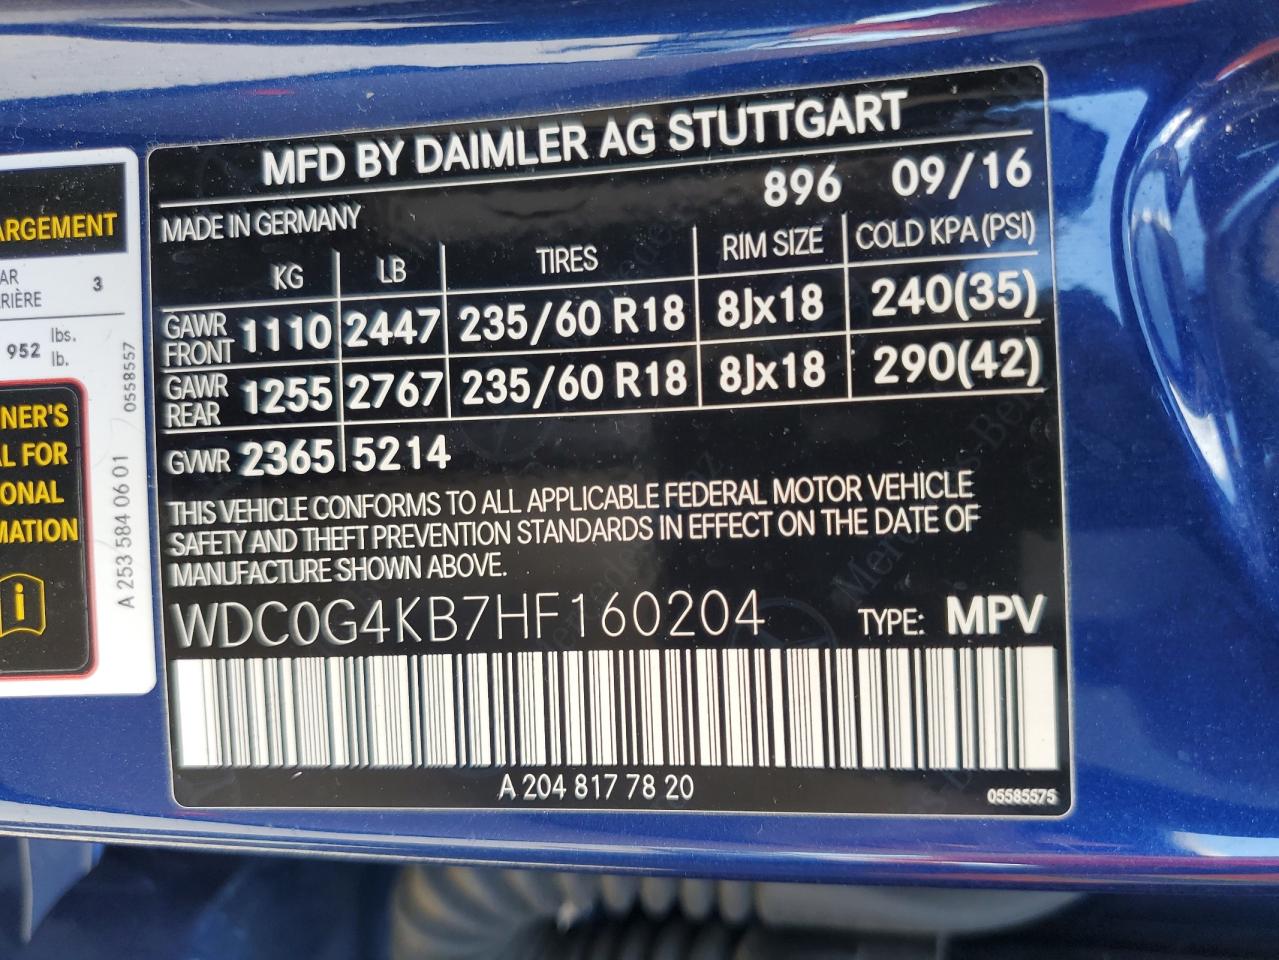 MFD BY DAIMLER AG STUTTGART
896 09/16
MADE IN GERMANY
KG LB TIRES RIM SIZE COLD KPA (PSI)
GAWR FRONT 1110 2447 235/60 R18 8Jx18 240(35)
GAWR REAR 1255 2767 235/60 R18 8Jx18 290(42)
GVWR 2365 5214
THIS VEHICLE CONFORMS TO ALL APPLICABLE FEDERAL MOTOR VEHICLE
SAFETY AND THEFT PREVENTION STANDARDS IN EFFECT ON THE DATE OF
MANUFACTURE SHOWN ABOVE.
WDC0G4KB7HF160204 TYPE: MPV
A 204 817 78 20
05585575
ARGEMENT
AR
RIÈRE 3
952 lbs.
lb.
NER'S
L FOR
ONAL
MATION
i
A 253 584 06 01 0558557